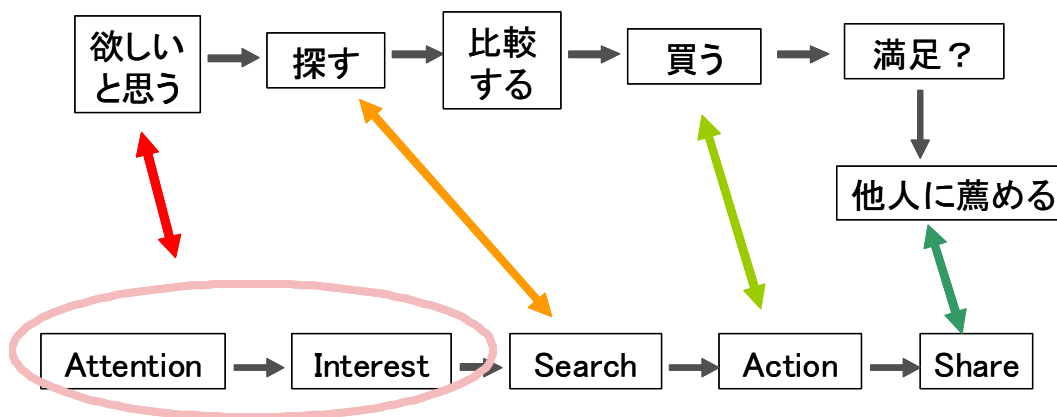 欲しい
と思う
探す
比較
する
買う
満足？
他人に薦める
Attention
Interest
Search
Action
Share